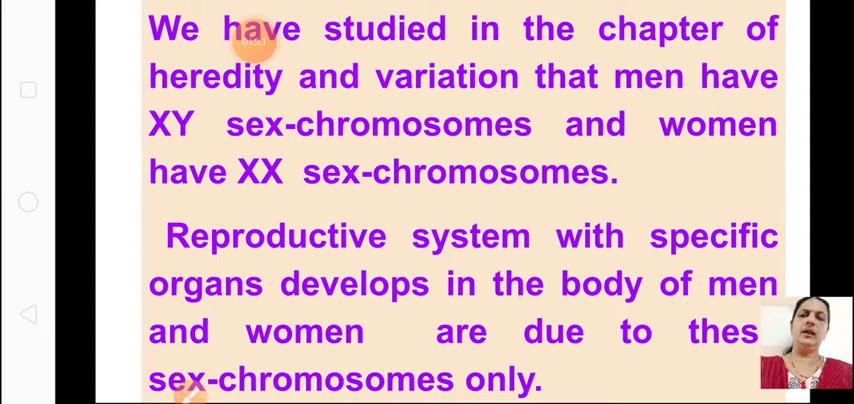 We have studied in the chapter of
heredity and variation that men have
XY sex-chromosomes and women
have XX sex-chromosomes.
Reproductive system with specific
organs develops in the body of men
and women are due to thes
sex-chromosomes only.
01:21